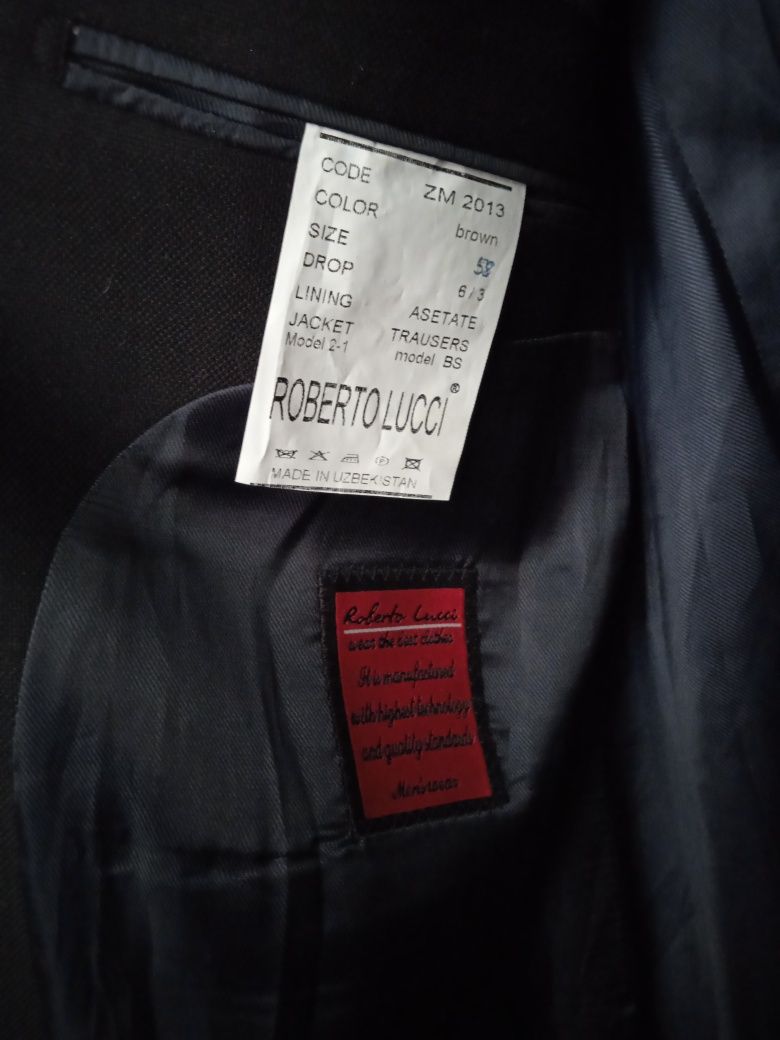 CODE ZM 2013
COLOR brown
SIZE 58
DROP 6/3
LINING ASETATE
JACKET TRAUSERS
Model 2-1 model BS
ROBERTO LUCCI®
MADE IN UZBEKISTAN
Roberto Lucci
wear the best clothes
It is manufactured
with highest technology
and quality standards
Men's wear